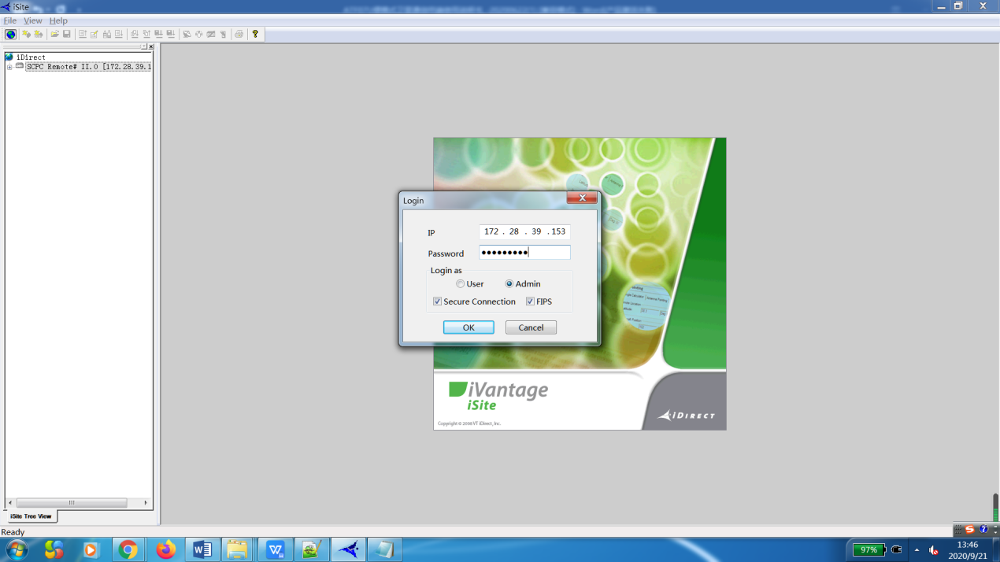 iSite
File View Help
iDirect
SCPC Remote# II.0 [172.28.39.1
iSite Tree View
Login
IP 172 . 28 . 39 . 153
Password ●●●●●●●●●
Login as
User Admin
Secure Connection FIPS
OK Cancel
iVantage
iSite
Copyright © 2008 VT iDirect, Inc.
iDIRECT
Ready
97%
13:46
2020/9/21